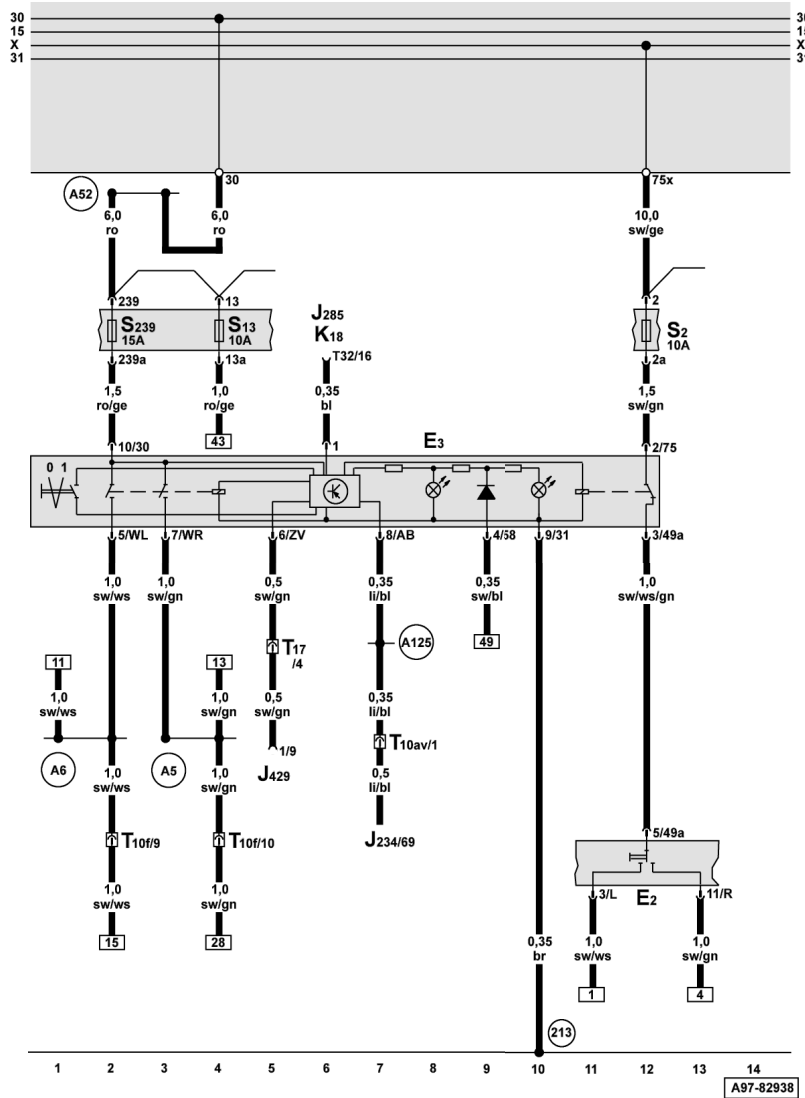 30 30
15 15
X X
31 31
30 75x
A52
6,0 6,0 10,0
ro ro sw/ge
239 13 2
S239 S13 J285 S2
15A 10A K18 10A
239a 13a T32/16 2a
1,5 1,0 0,35 1,5
ro/ge ro/ge bl sw/gn
43
10/30 1 E3 2/75
0 1
5/WL 7/WR 6/ZV 8/AB 4/58 9/31 3/49a
1,0 1,0 0,5 0,35 0,35 1,0
sw/ws sw/gn sw/gn li/bl sw/bl sw/ws/gn
T17 A125 49
/4
11 13
1,0 1,0 0,5 0,35
sw/ws sw/gn sw/gn li/bl
1/9 T10av/1
A6 1,0 A5 1,0 J429 0,5
sw/ws sw/gn li/bl
T10f/9 T10f/10 J234/69 5/49a
1,0 1,0
sw/ws sw/gn
3/L E2 11/R
15 28 0,35 1,0 1,0
br sw/ws sw/gn
1 4
213
1 2 3 4 5 6 7 8 9 10 11 12 13 14
A97-82938